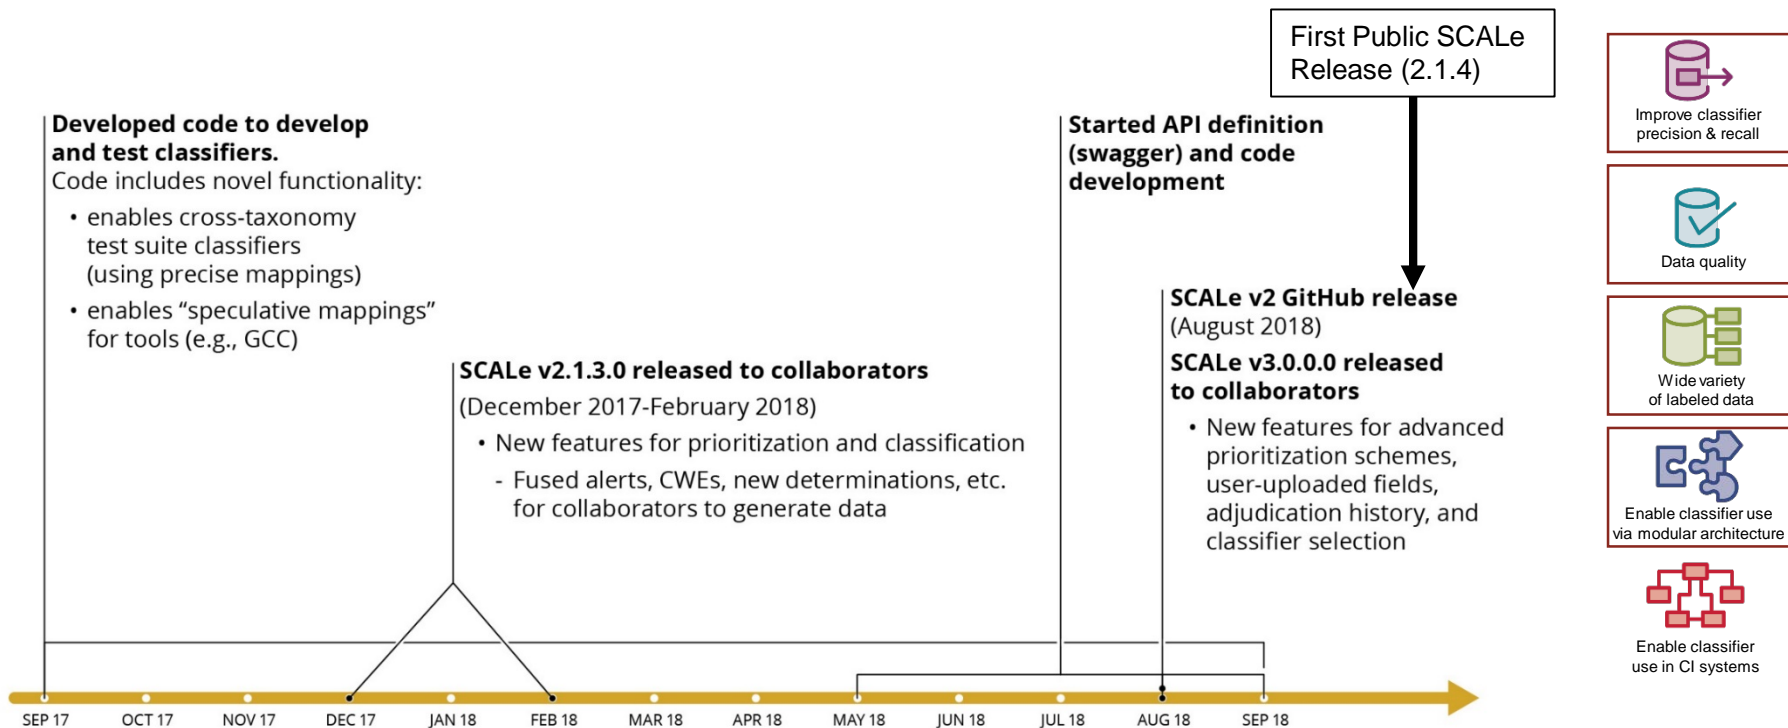 First Public SCALe
Release (2.1.4)
Developed code to develop
and test classifiers.
Code includes novel functionality:
• enables cross-taxonomy
test suite classifiers
(using precise mappings)
• enables “speculative mappings”
for tools (e.g., GCC)
SCALe v2.1.3.0 released to collaborators
(December 2017-February 2018)
• New features for prioritization and classification
- Fused alerts, CWEs, new determinations, etc.
for collaborators to generate data
Started API definition
(swagger) and code
development
SCALe v2 GitHub release
(August 2018)
SCALe v3.0.0.0 released
to collaborators
• New features for advanced
prioritization schemes,
user-uploaded fields,
adjudication history, and
classifier selection
SEP 17
OCT 17
NOV 17
DEC 17
JAN 18
FEB 18
MAR 18
APR 18
MAY 18
JUN 18
JUL 18
AUG 18
SEP 18
Improve classifier
precision & recall
Data quality
Wide variety
of labeled data
Enable classifier use
via modular architecture
Enable classifier
use in CI systems